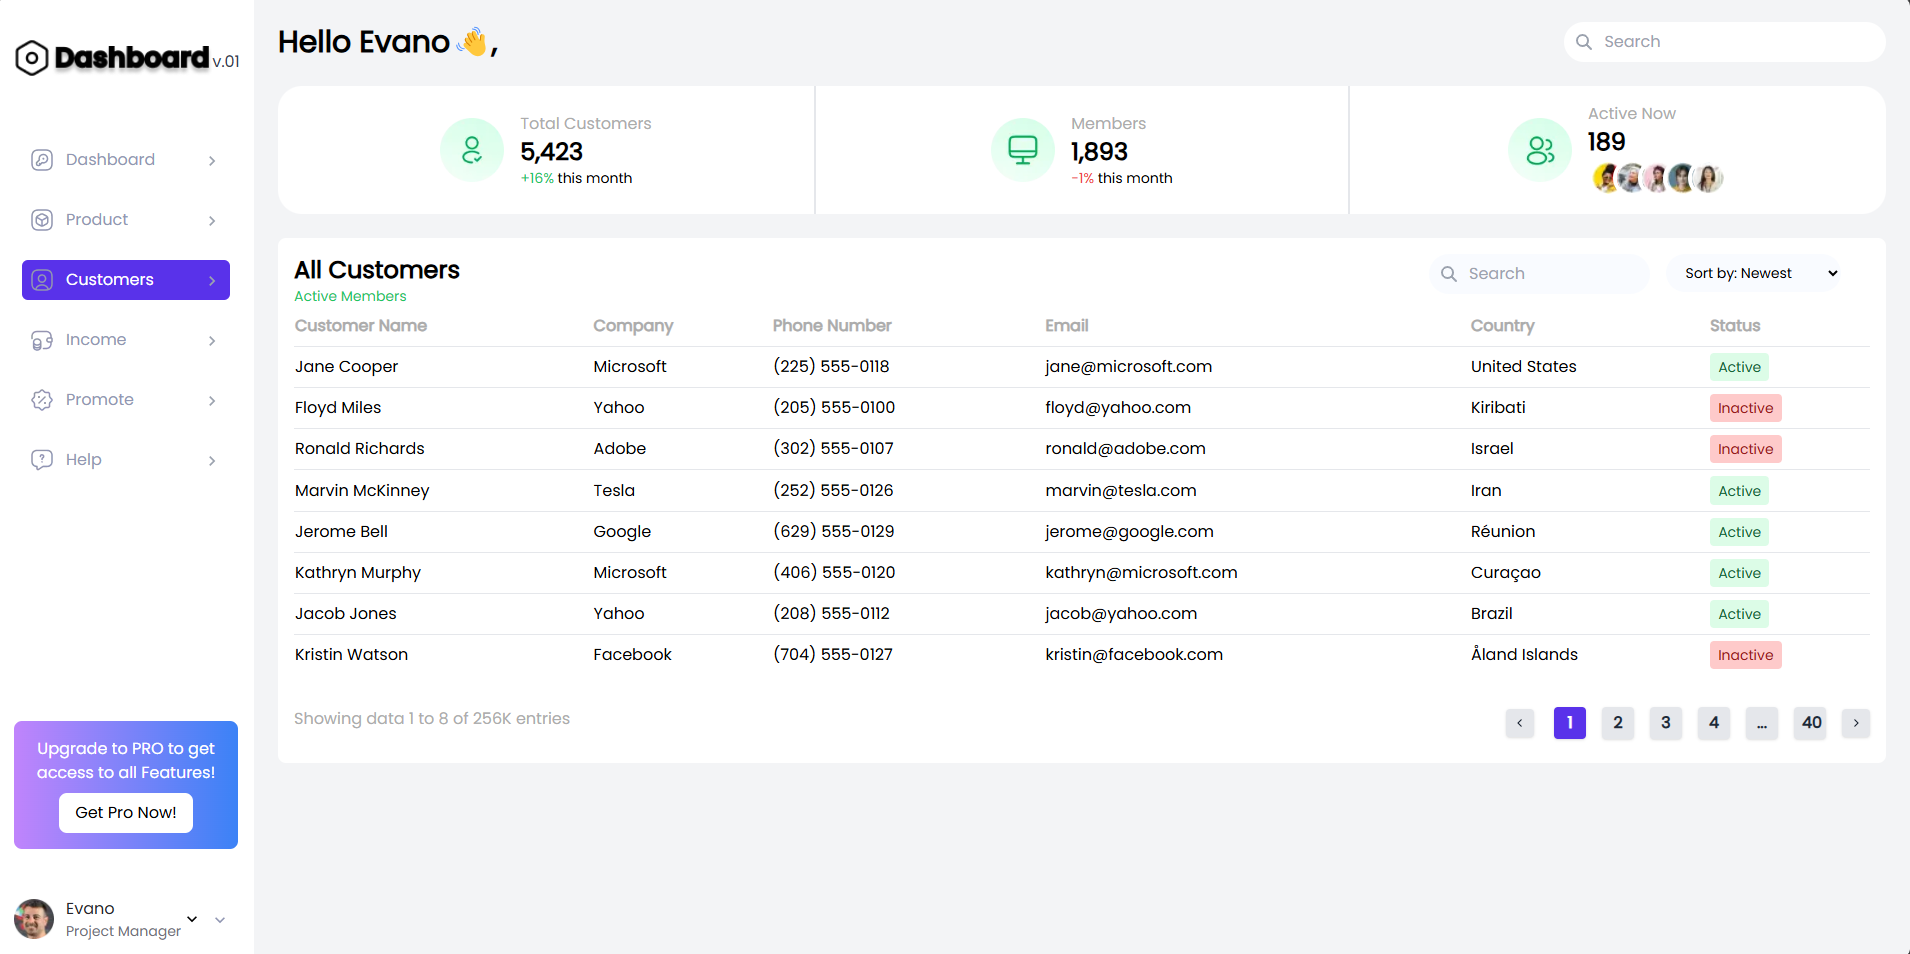 Dashboard v.01
Dashboard
Product
Customers
Income
Promote
Help
Upgrade to PRO to get
access to all Features!
Get Pro Now!
Evano
Project Manager
Hello Evano 👋,
Search
Total Customers
5,423
+16% this month
Members
1,893
-1% this month
Active Now
189
All Customers
Active Members
Search
Sort by: Newest
Customer Name Company Phone Number Email Country Status
Jane Cooper Microsoft (225) 555-0118 jane@microsoft.com United States Active
Floyd Miles Yahoo (205) 555-0100 floyd@yahoo.com Kiribati Inactive
Ronald Richards Adobe (302) 555-0107 ronald@adobe.com Israel Inactive
Marvin McKinney Tesla (252) 555-0126 marvin@tesla.com Iran Active
Jerome Bell Google (629) 555-0129 jerome@google.com Réunion Active
Kathryn Murphy Microsoft (406) 555-0120 kathryn@microsoft.com Curaçao Active
Jacob Jones Yahoo (208) 555-0112 jacob@yahoo.com Brazil Active
Kristin Watson Facebook (704) 555-0127 kristin@facebook.com Åland Islands Inactive
Showing data 1 to 8 of 256K entries
‹ 1 2 3 4 ... 40 ›